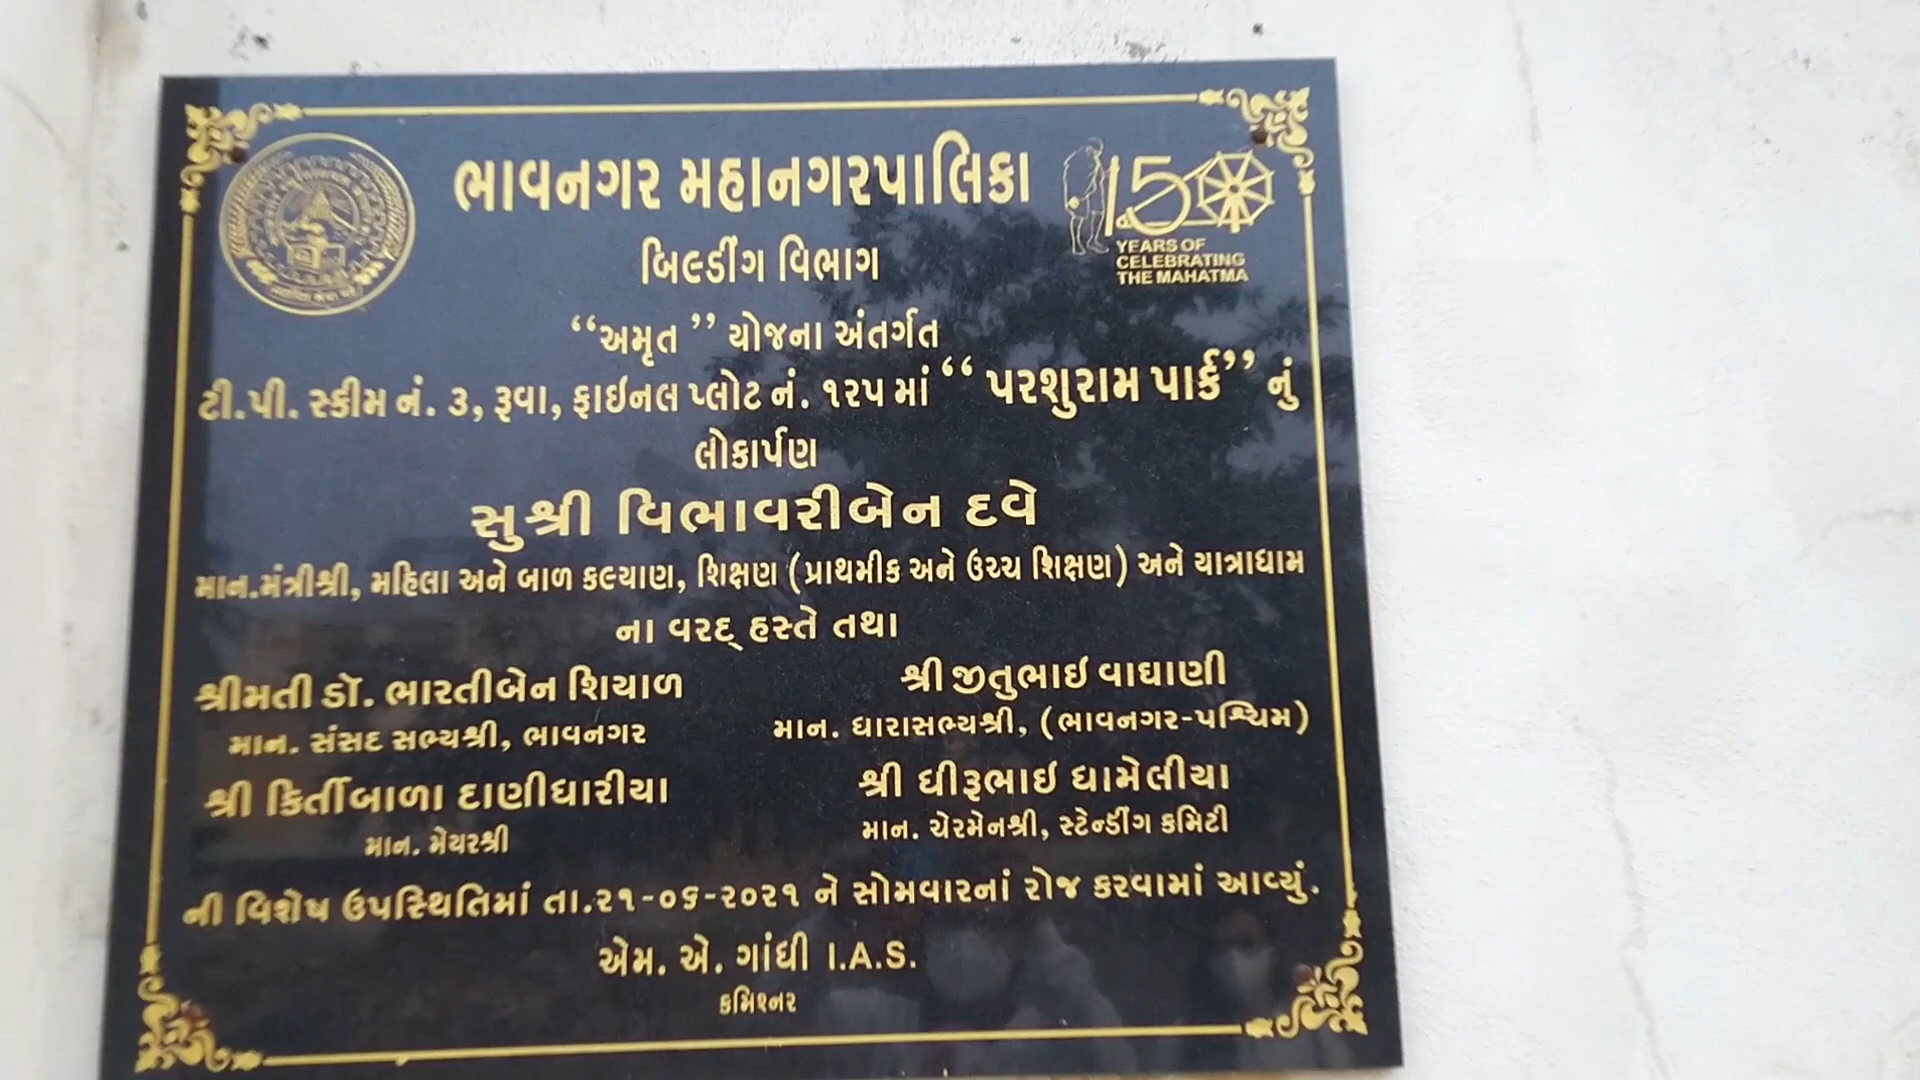 ભાવનગર મહાનગરપાલિકા
150
YEARS OF
CELEBRATING
THE MAHATMA
બિલ્ડીંગ વિભાગ
“અમૃત ” યોજના અંતર્ગત
ટી.પી. સ્કીમ નં. ૩, રૂવા, ફાઇનલ પ્લોટ નં. ૧૨૫ માં “ પરશુરામ પાર્ક” નું
લોકાર્પણ
સુશ્રી વિભાવરીબેન દવે
માન.મંત્રીશ્રી, મહિલા અને બાળ કલ્યાણ, શિક્ષણ (પ્રાથમીક અને ઉચ્ચ શિક્ષણ) અને યાત્રાધામ
ના વરદ્ હસ્તે તથા
શ્રીમતી ડૉ. ભારતીબેન શિયાળ
માન. સંસદ સભ્યશ્રી, ભાવનગર
શ્રી જીતુભાઇ વાઘાણી
માન. ધારાસભ્યશ્રી, (ભાવનગર-પશ્ચિમ)
શ્રી કિર્તીબાળા દાણીધારીયા
માન. મેયરશ્રી
શ્રી ધીરૂભાઇ ધામેલીયા
માન. ચેરમેનશ્રી, સ્ટેન્ડીંગ કમિટી
ની વિશેષ ઉપસ્થિતિમાં તા.૨૧-૦૬-૨૦૨૧ ને સોમવારનાં રોજ કરવામાં આવ્યું.
એમ. એ. ગાંધી I.A.S.
કમિશ્નર